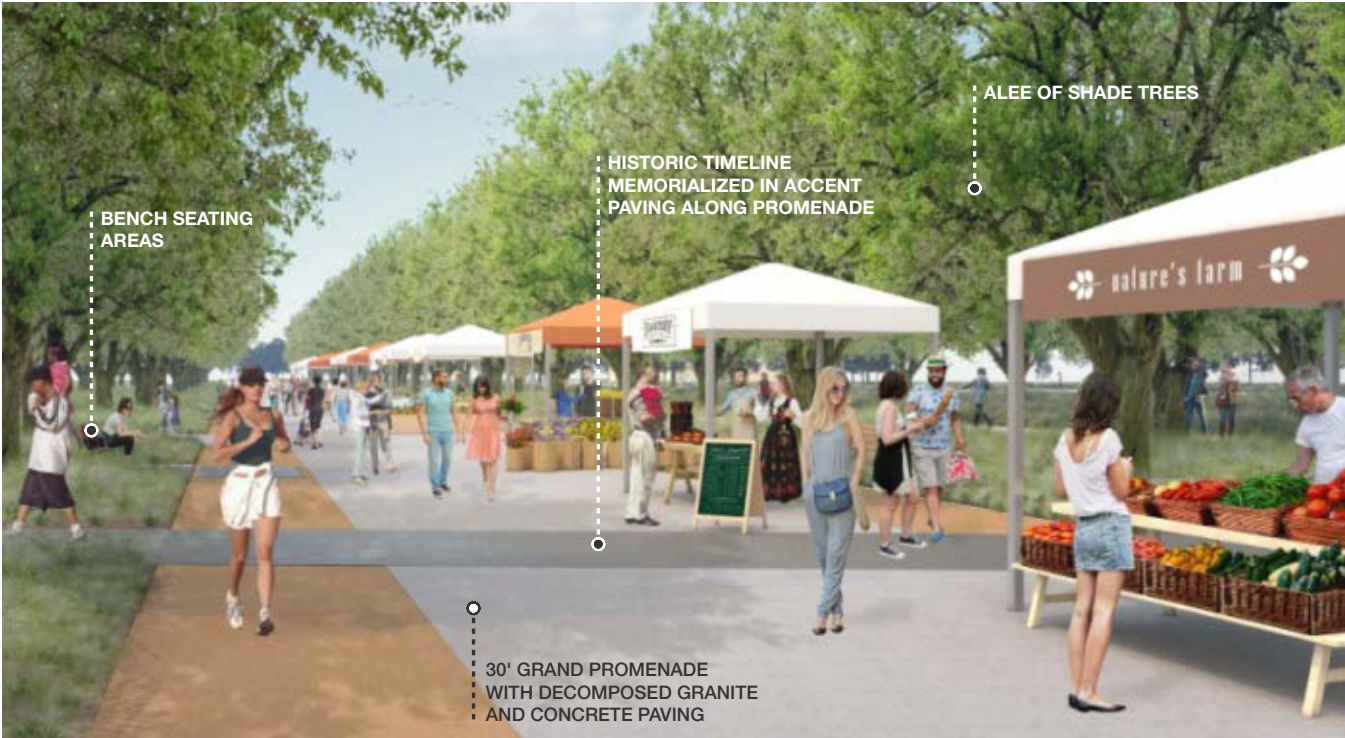 ALEE OF SHADE TREES
HISTORIC TIMELINE
MEMORIALIZED IN ACCENT
PAVING ALONG PROMENADE
BENCH SEATING
AREAS
nature's farm
30' GRAND PROMENADE
WITH DECOMPOSED GRANITE
AND CONCRETE PAVING